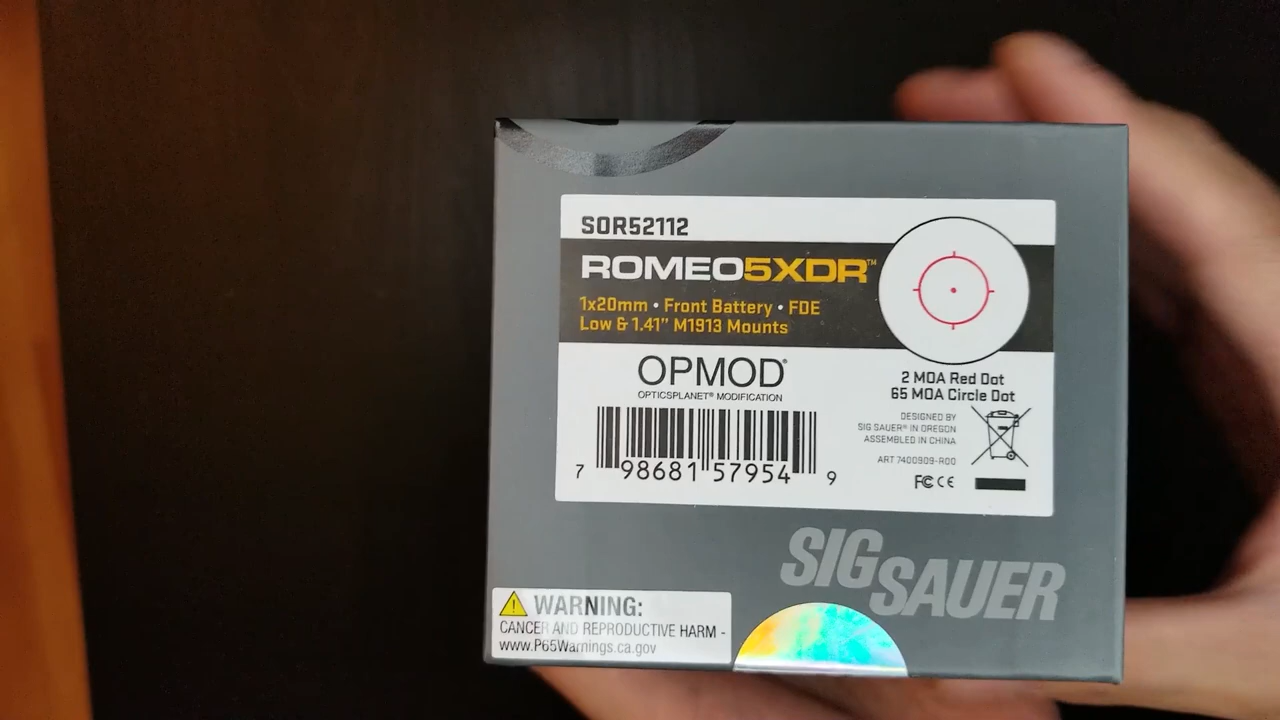 SOR52112
ROMEO5XDR™
1x20mm • Front Battery • FDE
Low & 1.41" M1913 Mounts
OPMOD®
OPTICSPLANET® MODIFICATION
7 98681 57954 9
2 MOA Red Dot
65 MOA Circle Dot
DESIGNED BY
SIG SAUER® IN OREGON
ASSEMBLED IN CHINA
ART 7400909-R00
FC CE
SIG SAUER
WARNING:
CANCER AND REPRODUCTIVE HARM -
www.P65Warnings.ca.gov